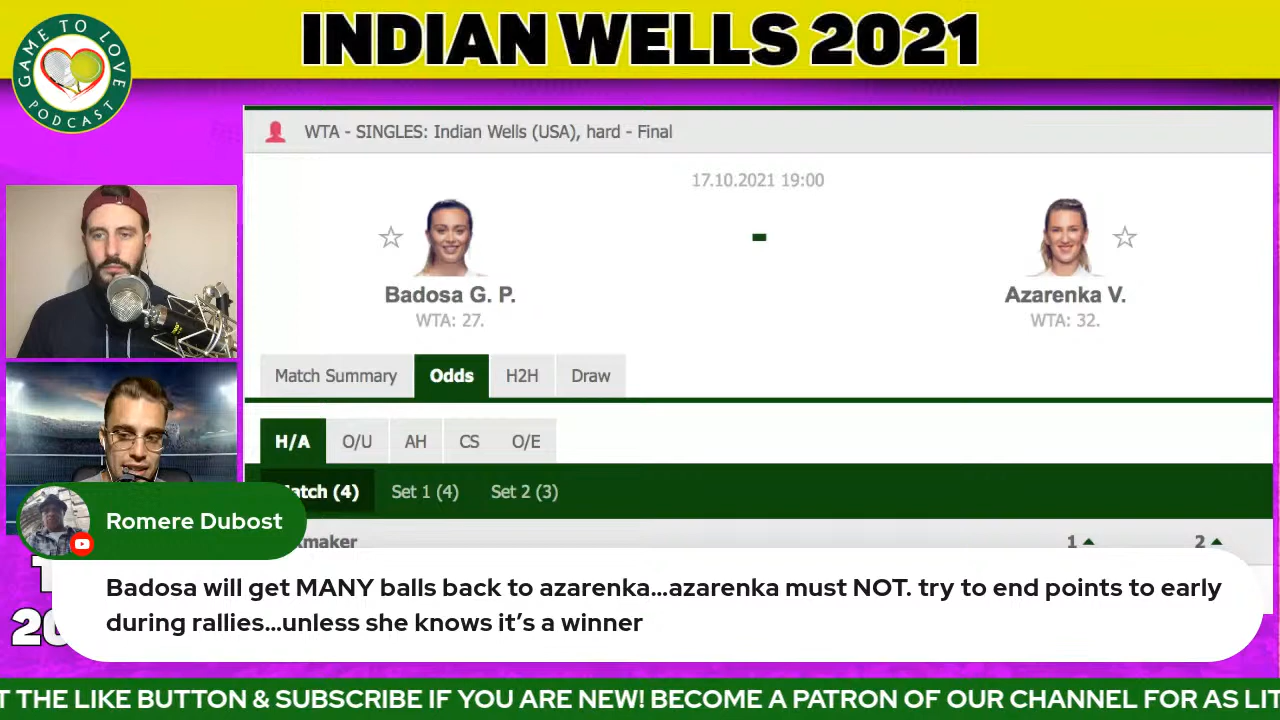 INDIAN WELLS 2021
GAME TO LOVE
PODCAST
WTA - SINGLES: Indian Wells (USA), hard - Final
17.10.2021 19:00
-
Badosa G. P.
Azarenka V.
WTA: 27.
WTA: 32.
Match Summary Odds H2H Draw
H/A O/U AH CS O/E
atch (4) Set 1 (4) Set 2 (3)
Romere Dubost
kmaker 1 2
Badosa will get MANY balls back to azarenka...azarenka must NOT. try to end points to early
during rallies...unless she knows it’s a winner
T
20
T THE LIKE BUTTON & SUBSCRIBE IF YOU ARE NEW! BECOME A PATRON OF OUR CHANNEL FOR AS LIT